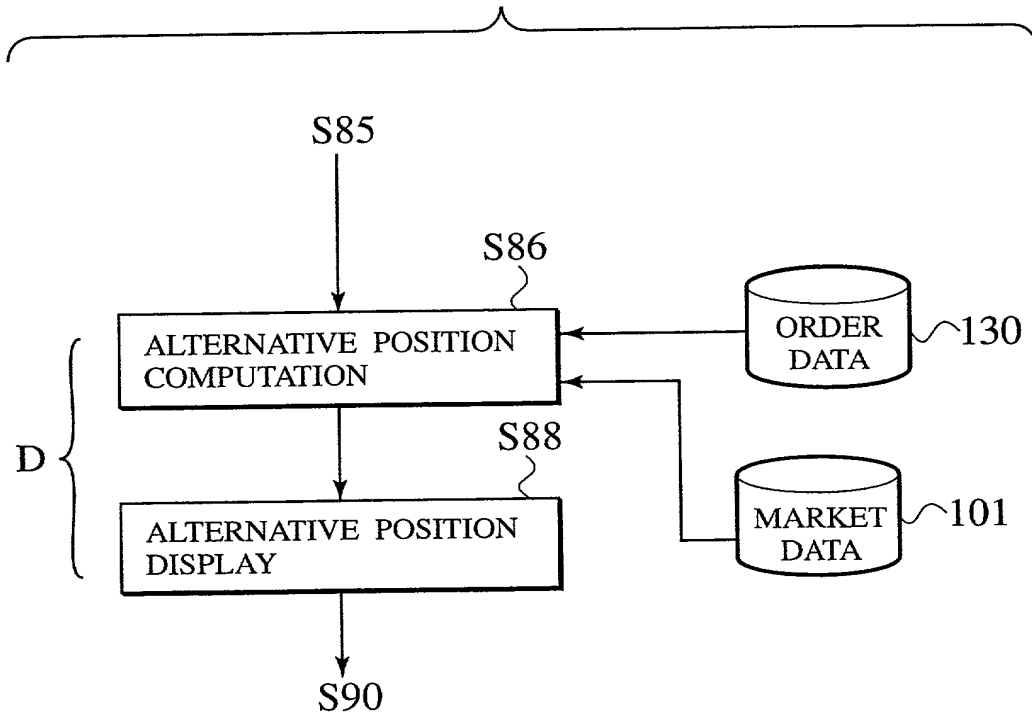 S85
S86
ALTERNATIVE POSITION
COMPUTATION
ORDER
DATA
130
D
S88
ALTERNATIVE POSITION
DISPLAY
MARKET
DATA
101
S90